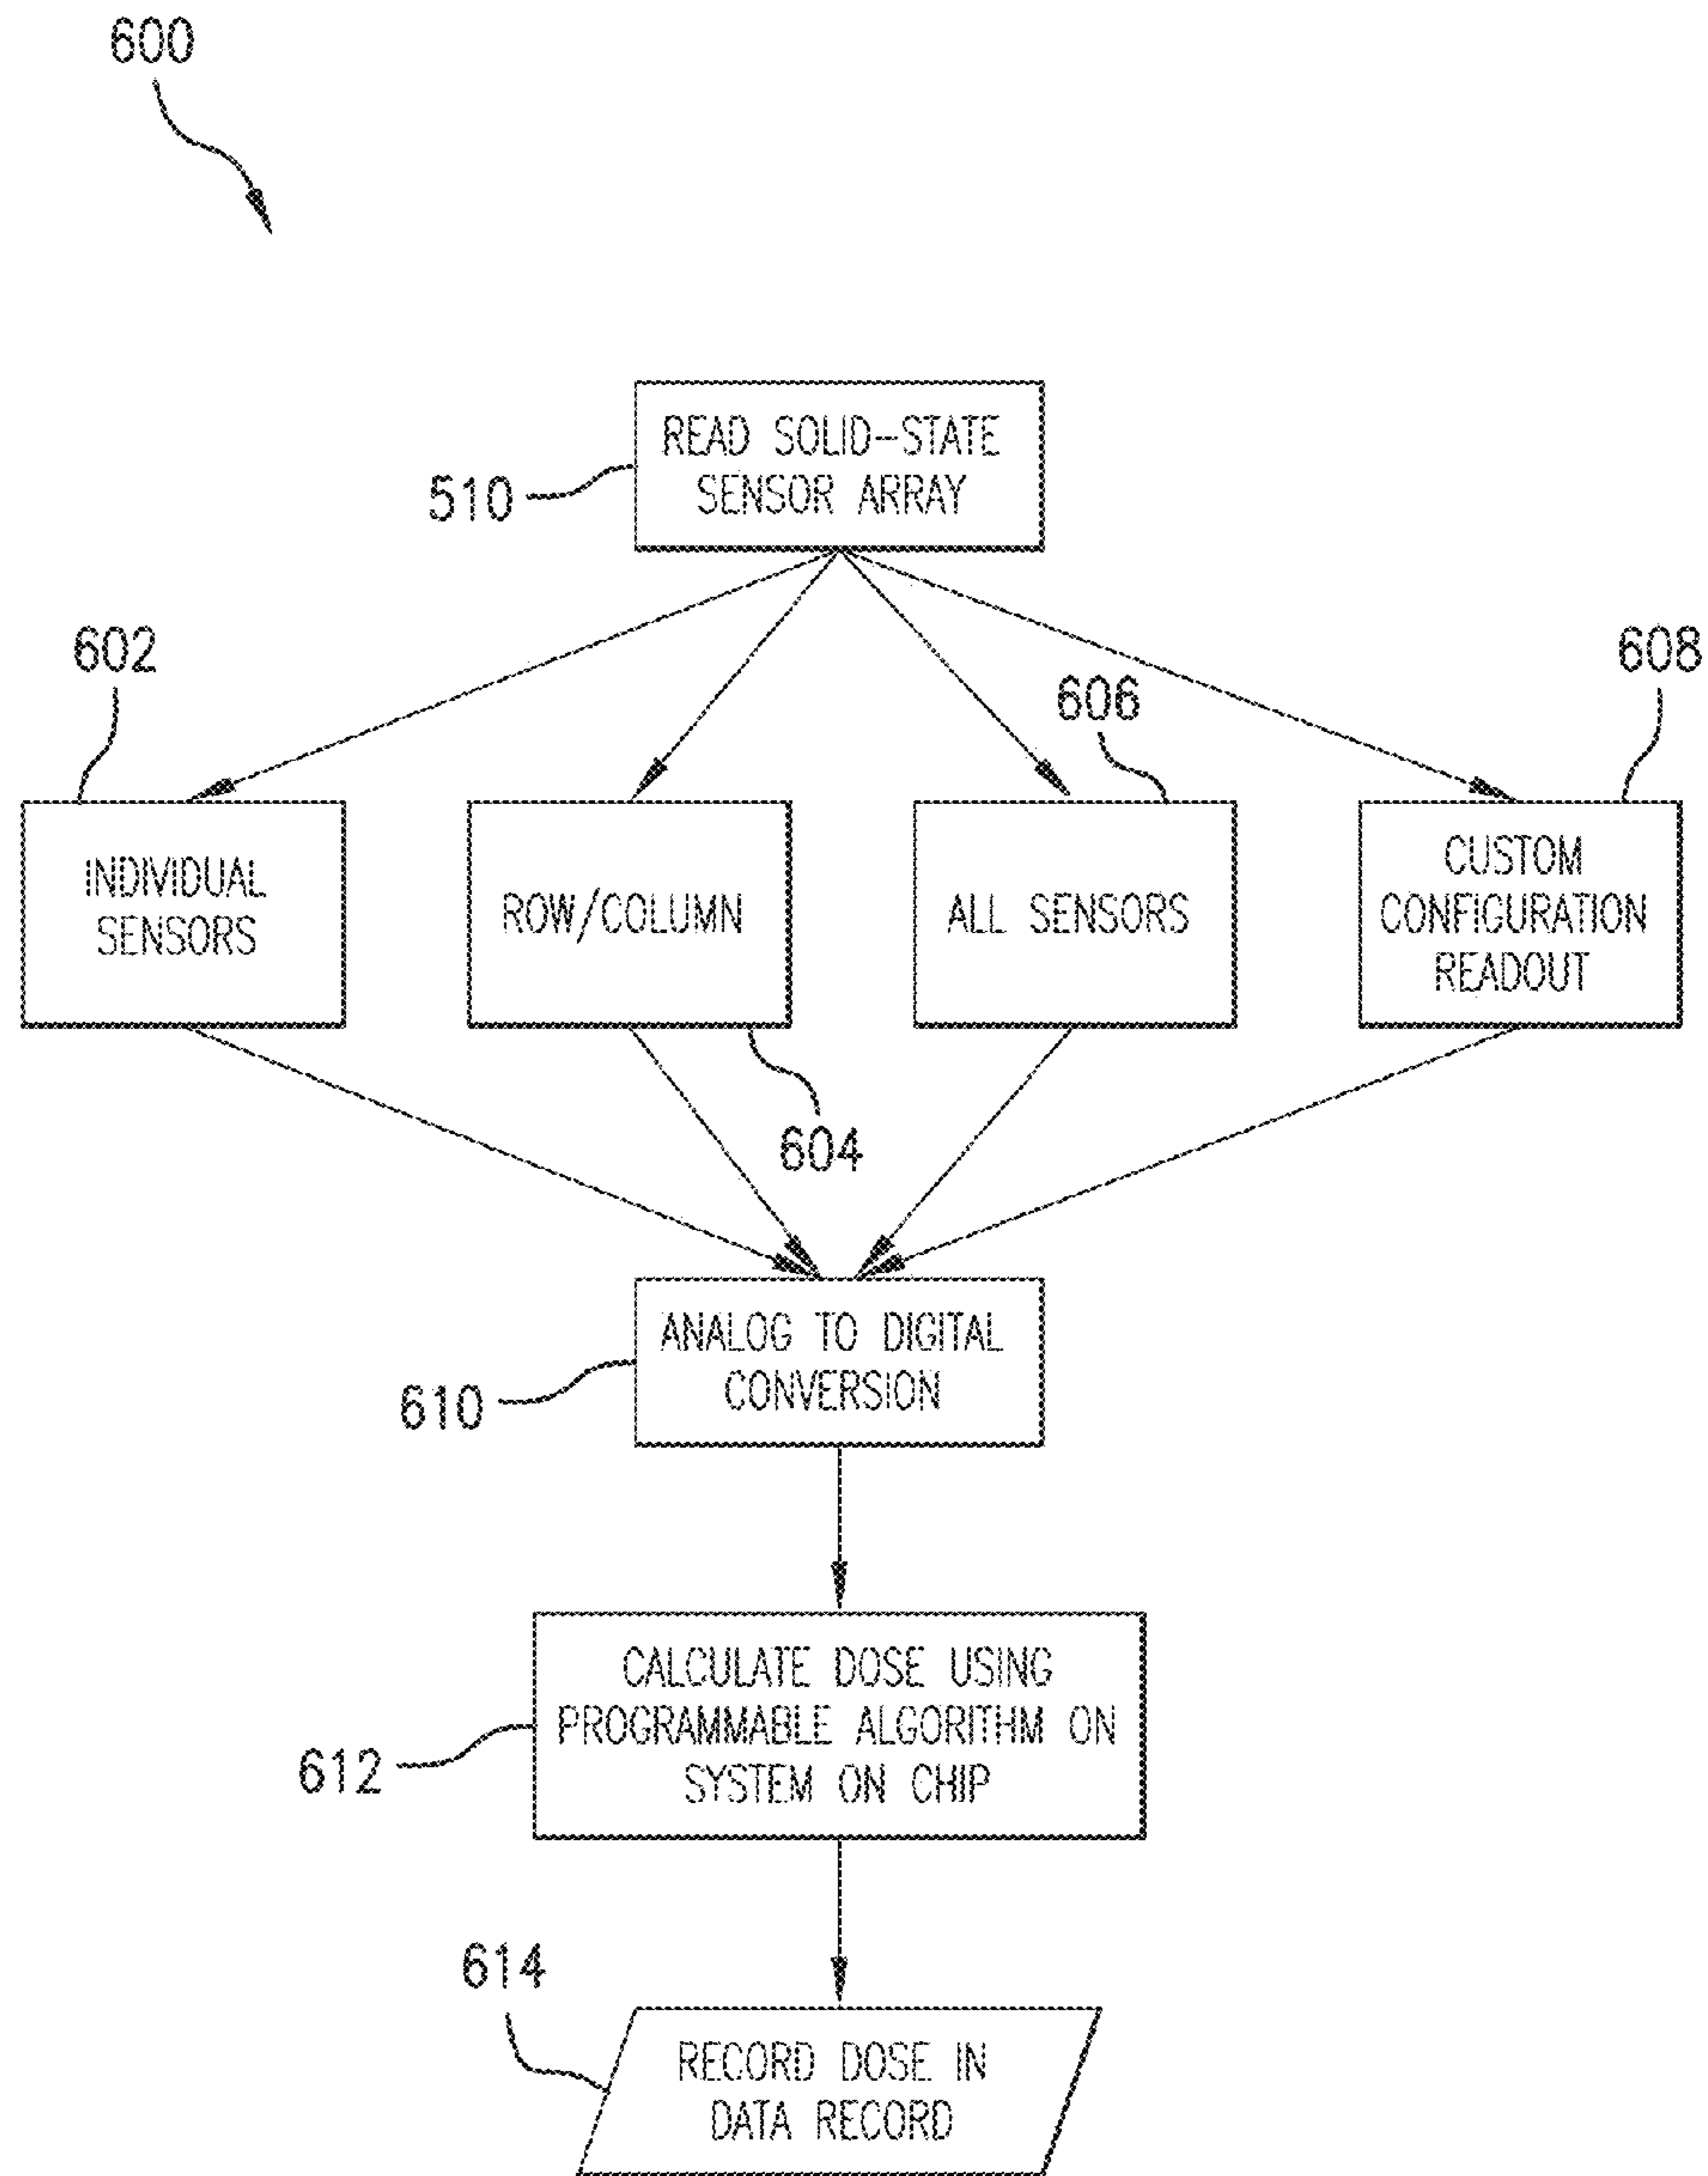 600
READ SOLID-STATE
SENSOR ARRAY
510
602
608
606
INDIVIDUAL
SENSORS
ROW/COLUMN
ALL SENSORS
CUSTOM
CONFIGURATION
READOUT
604
ANALOG TO DIGITAL
CONVERSION
610
CALCULATE DOSE USING
PROGRAMMABLE ALGORITHM ON
SYSTEM ON CHIP
612
614
RECORD DOSE IN
DATA RECORD